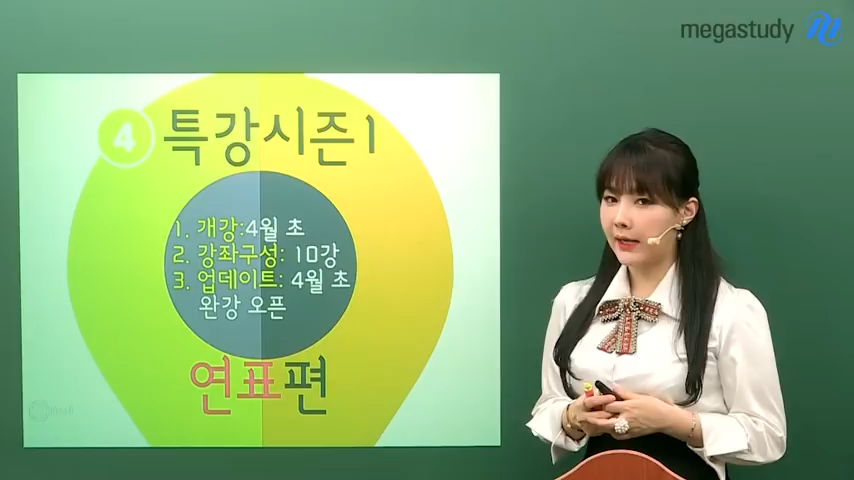 megastudy
4 특강시즌1
1. 개강:4월 초
2. 강좌구성: 10강
3. 업데이트: 4월 초
완강 오픈
연표편